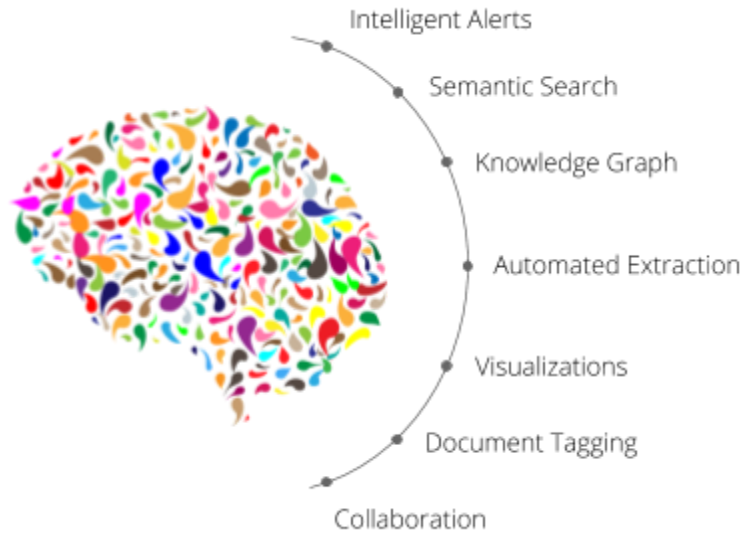 Intelligent Alerts
Semantic Search
Knowledge Graph
Automated Extraction
Visualizations
Document Tagging
Collaboration